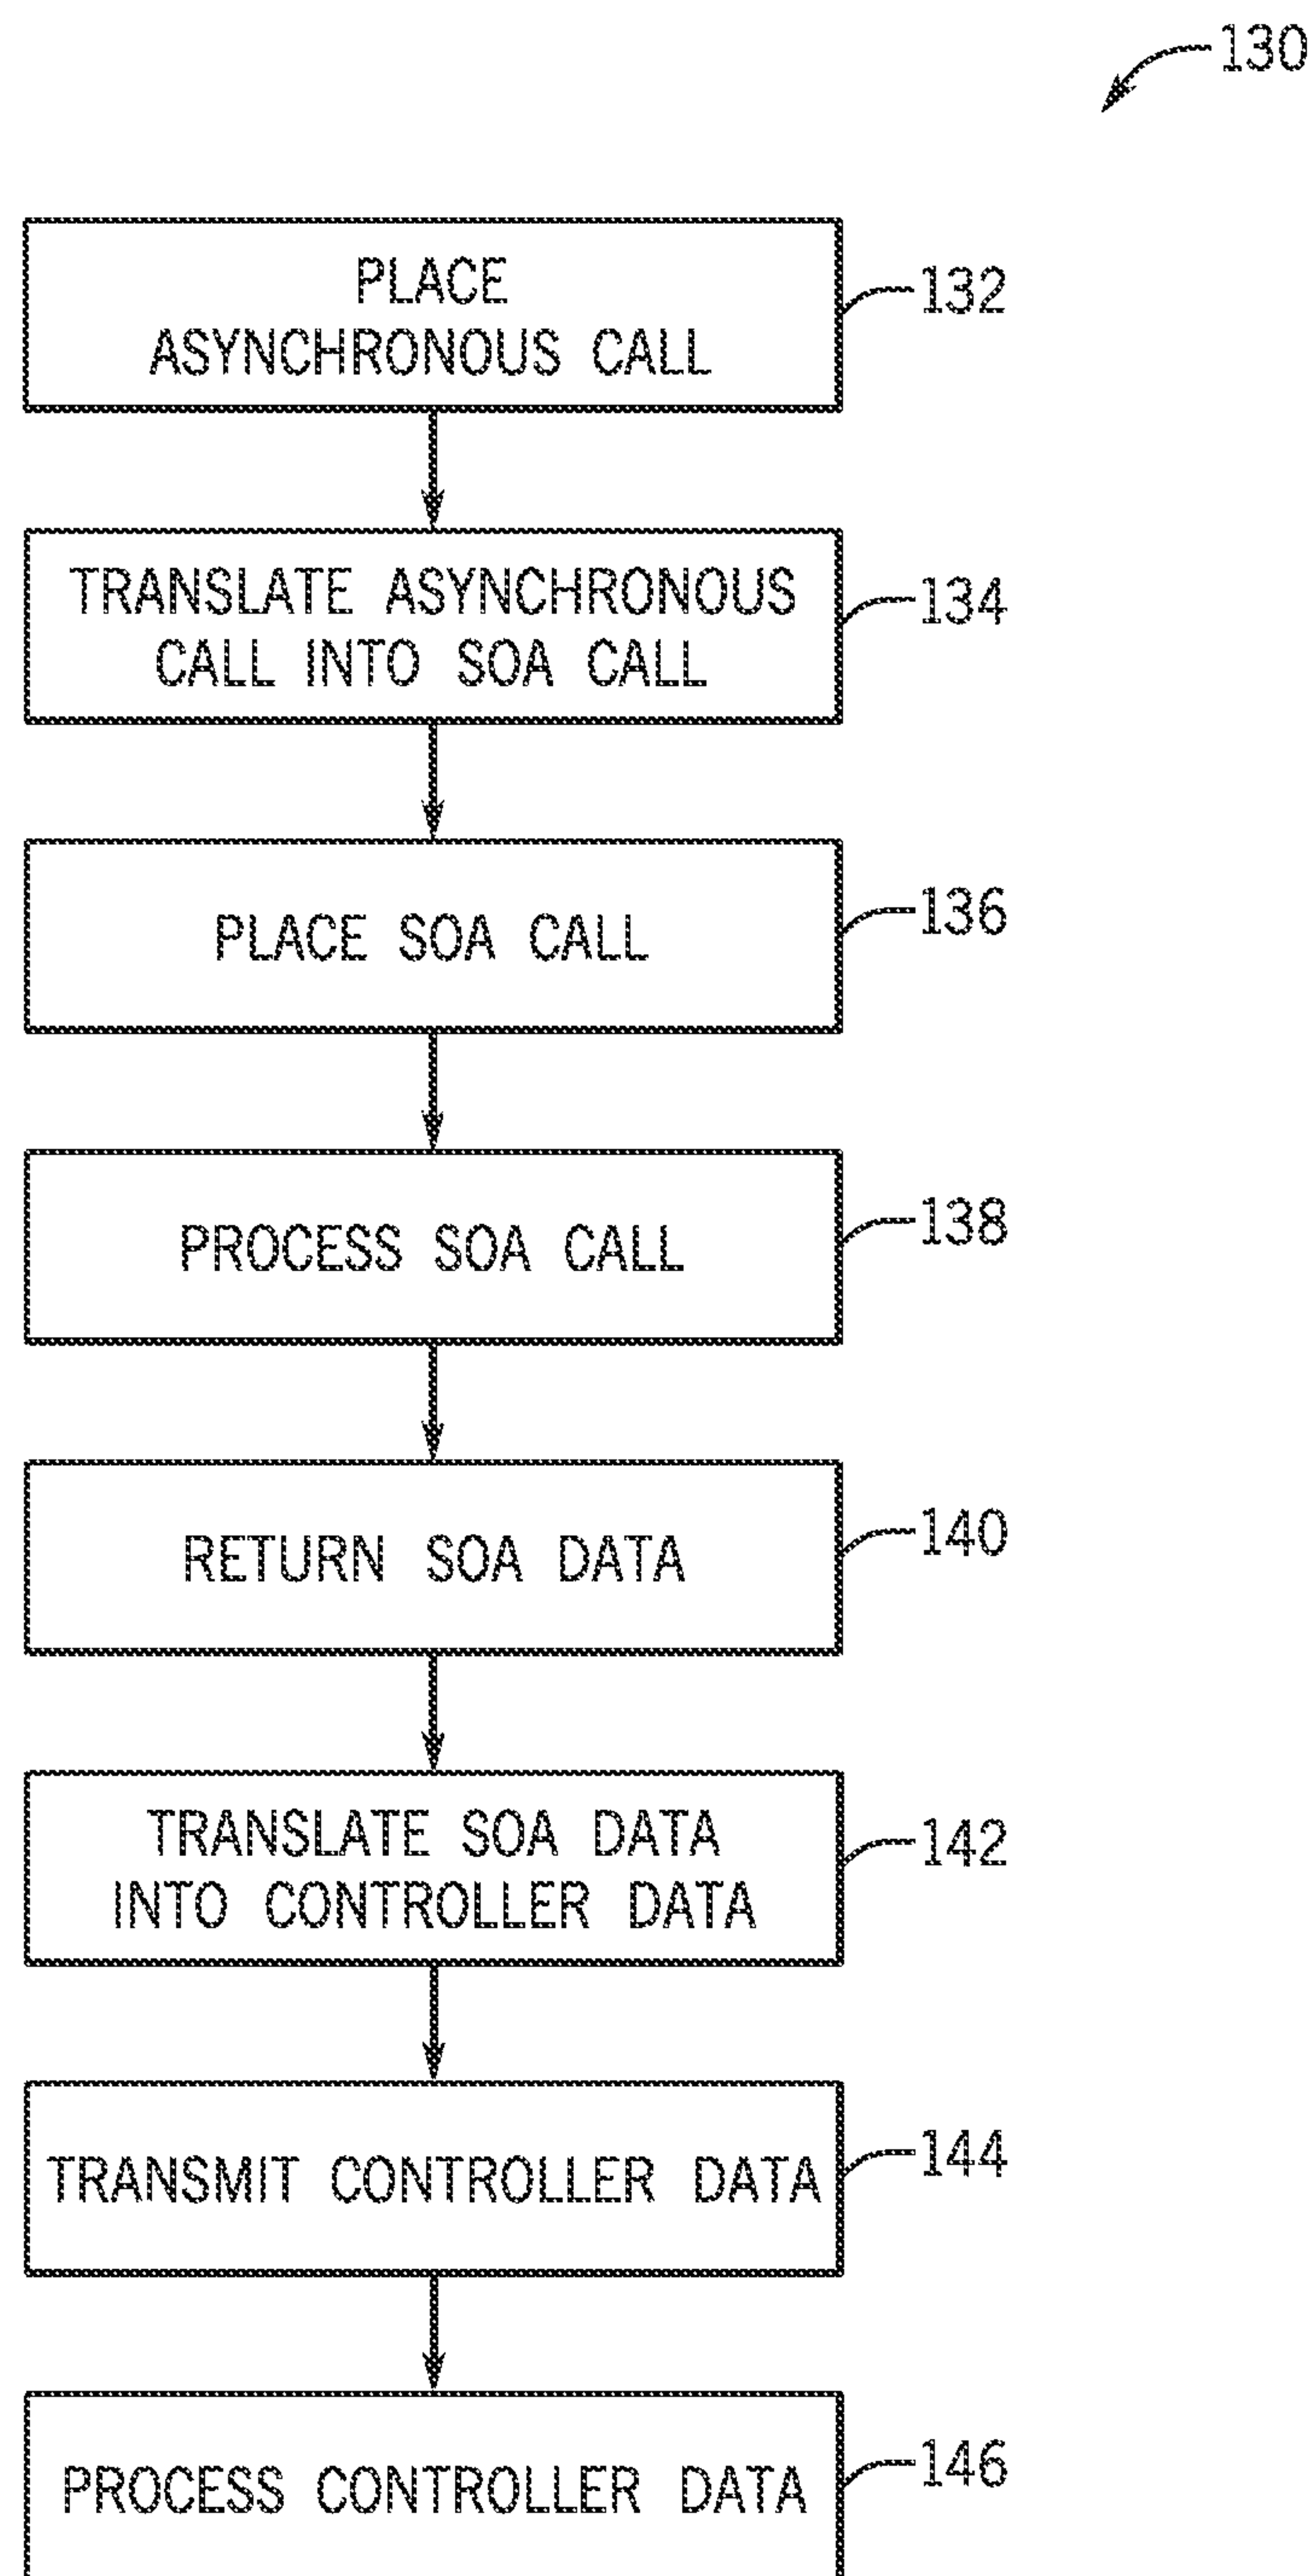 130
PLACE
ASYNCHRONOUS CALL
132
TRANSLATE ASYNCHRONOUS
CALL INTO SOA CALL
134
PLACE SOA CALL
136
PROCESS SOA CALL
138
RETURN SOA DATA
140
TRANSLATE SOA DATA
INTO CONTROLLER DATA
142
TRANSMIT CONTROLLER DATA
144
PROCESS CONTROLLER DATA
146